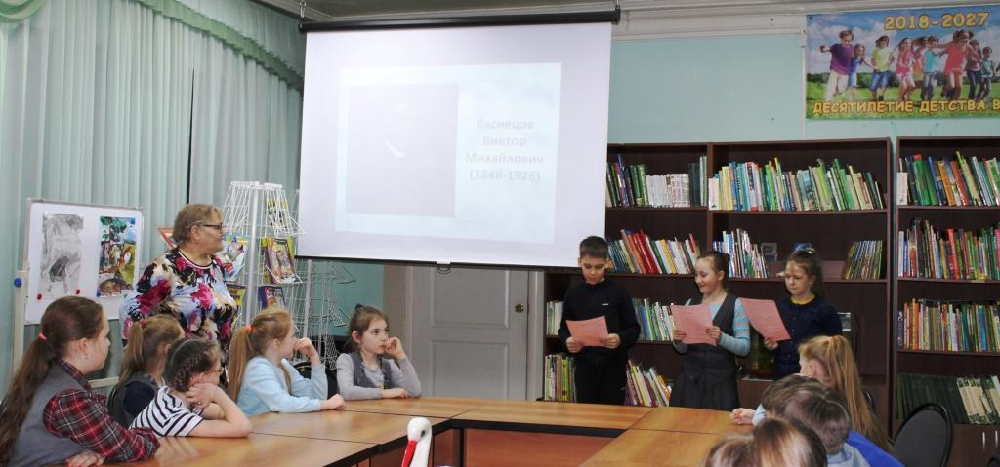 2018-2027
ДЕСЯТИЛЕТИЕ ДЕТСТВА В
Васнецов
Виктор
Михайлович
(1848-1926)